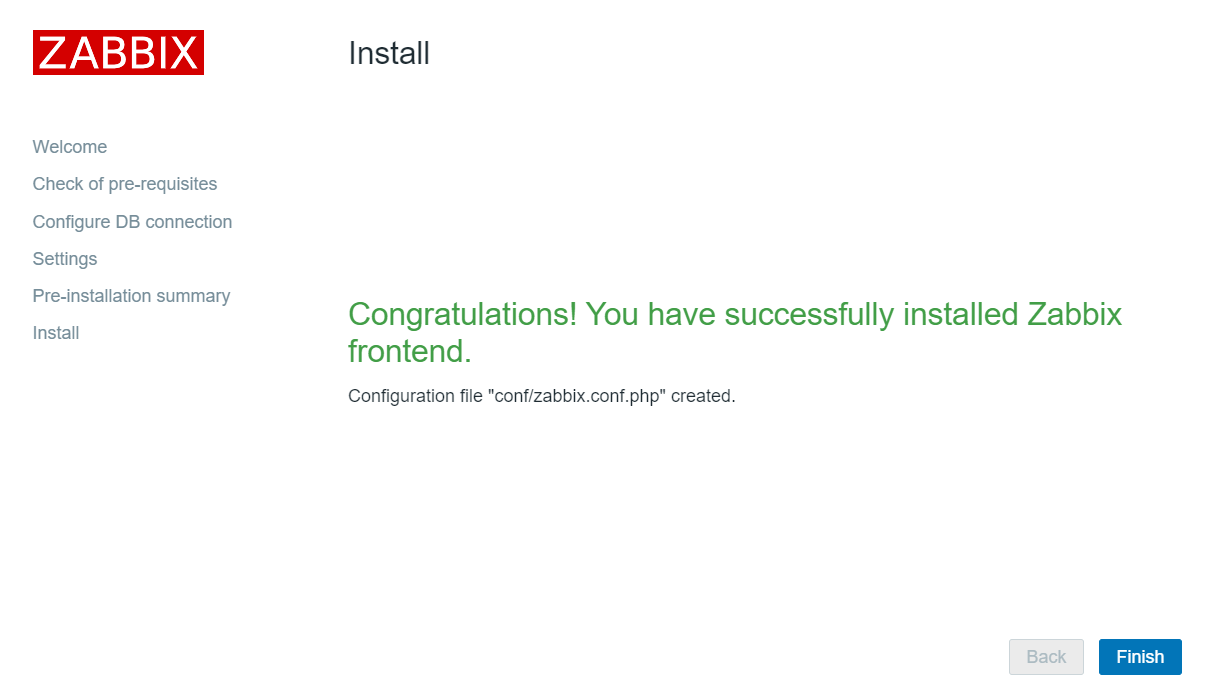 ZABBIX
Install
Welcome
Check of pre-requisites
Configure DB connection
Settings
Pre-installation summary
Install
Congratulations! You have successfully installed Zabbix
frontend.
Configuration file "conf/zabbix.conf.php" created.
Back
Finish